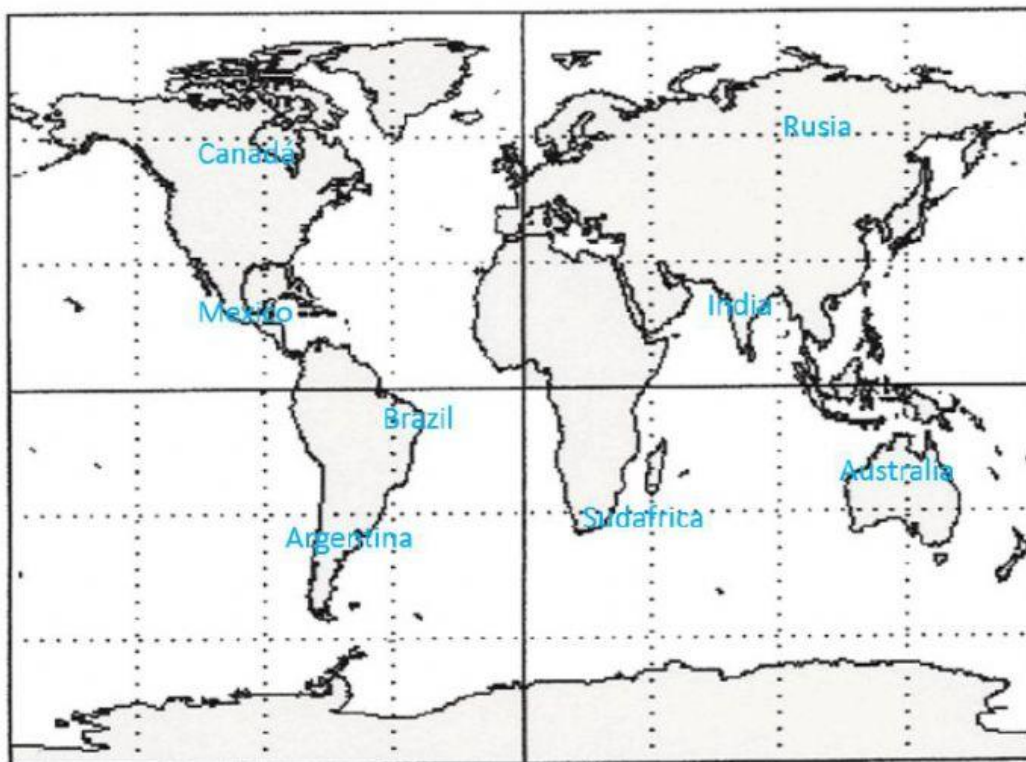 Rusia
Canadá
India
Mexico
Brazil
Australia
Sudafrica
Argentina